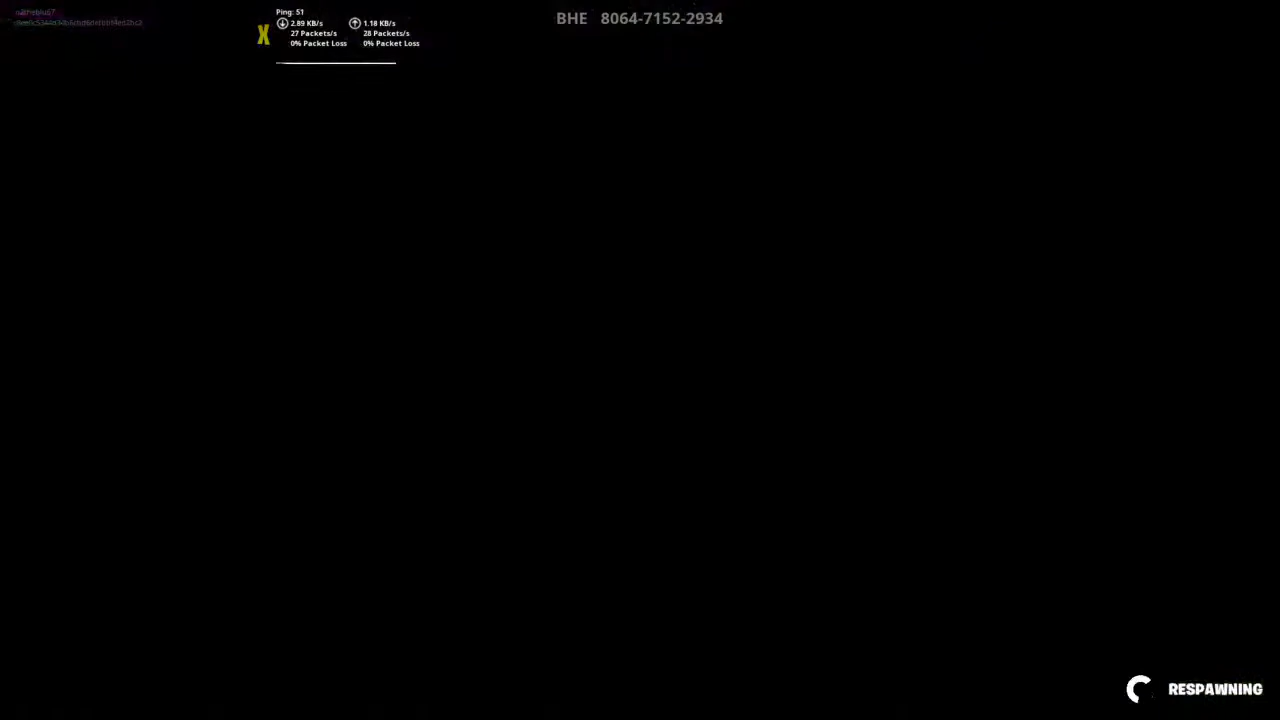 Ping: 51
2.89 KB/s 1.18 KB/s
27 Packets/s 28 Packets/s
0% Packet Loss 0% Packet Loss
X
BHE 8064-7152-2934
RESPAWNING